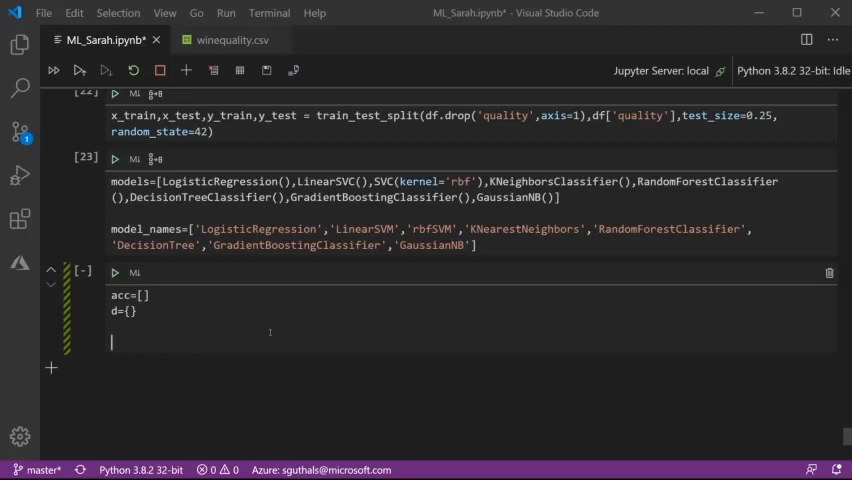 File Edit Selection View Go Run Terminal Help ML_Sarah.ipynb* - Visual Studio Code
ML_Sarah.ipynb* winequality.csv
Jupyter Server: local Python 3.8.2 32-bit: Idle
[22]
x_train,x_test,y_train,y_test = train_test_split(df.drop('quality',axis=1),df['quality'],test_size=0.25,
random_state=42)
[23] M↓
models=[LogisticRegression(),LinearSVC(),SVC(kernel='rbf'),KNeighborsClassifier(),RandomForestClassifier
(),DecisionTreeClassifier(),GradientBoostingClassifier(),GaussianNB()]
model_names=['LogisticRegression','LinearSVM','rbfSVM','KNearestNeighbors','RandomForestClassifier',
'DecisionTree','GradientBoostingClassifier','GaussianNB']
[-] M↓
acc=[]
d={}
1
master* Python 3.8.2 32-bit 0 0 Azure: sguthals@microsoft.com